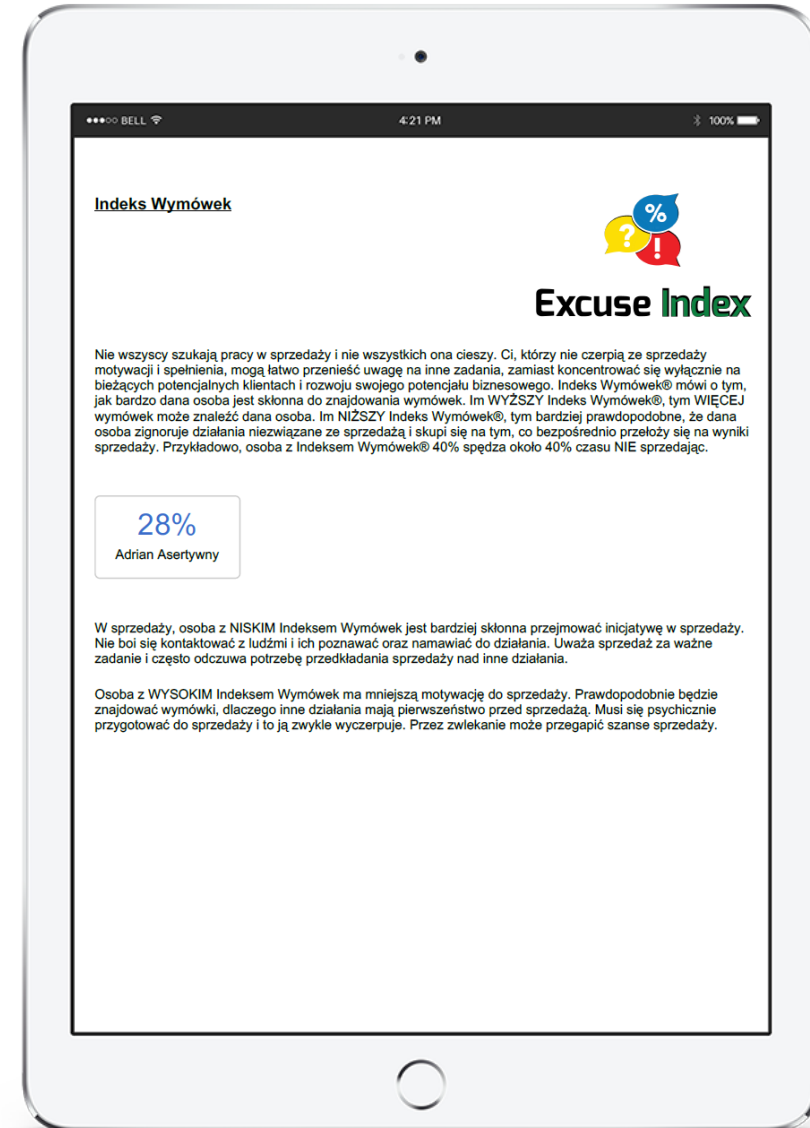 BELL 4:21 PM 100%
Indeks Wymówek
? % !
Excuse Index
Nie wszyscy szukają pracy w sprzedaży i nie wszystkich ona cieszy. Ci, którzy nie czerpią ze sprzedaży
motywacji i spełnienia, mogą łatwo przenieść uwagę na inne zadania, zamiast koncentrować się wyłącznie na
bieżących potencjalnych klientach i rozwoju swojego potencjału biznesowego. Indeks Wymówek® mówi o tym,
jak bardzo dana osoba jest skłonna do znajdowania wymówek. Im WYŻSZY Indeks Wymówek®, tym WIĘCEJ
wymówek może znaleźć dana osoba. Im NIŻSZY Indeks Wymówek®, tym bardziej prawdopodobne, że dana
osoba zignoruje działania niezwiązane ze sprzedażą i skupi się na tym, co bezpośrednio przełoży się na wyniki
sprzedaży. Przykładowo, osoba z Indeksem Wymówek® 40% spędza około 40% czasu NIE sprzedając.
28%
Adrian Asertywny
W sprzedaży, osoba z NISKIM Indeksem Wymówek jest bardziej skłonna przejmować inicjatywę w sprzedaży.
Nie boi się kontaktować z ludźmi i ich poznawać oraz namawiać do działania. Uważa sprzedaż za ważne
zadanie i często odczuwa potrzebę przedkładania sprzedaży nad inne działania.
Osoba z WYSOKIM Indeksem Wymówek ma mniejszą motywację do sprzedaży. Prawdopodobnie będzie
znajdować wymówki, dlaczego inne działania mają pierwszeństwo przed sprzedażą. Musi się psychicznie
przygotować do sprzedaży i to ją zwykle wyczerpuje. Przez zwlekanie może przegapić szanse sprzedaży.